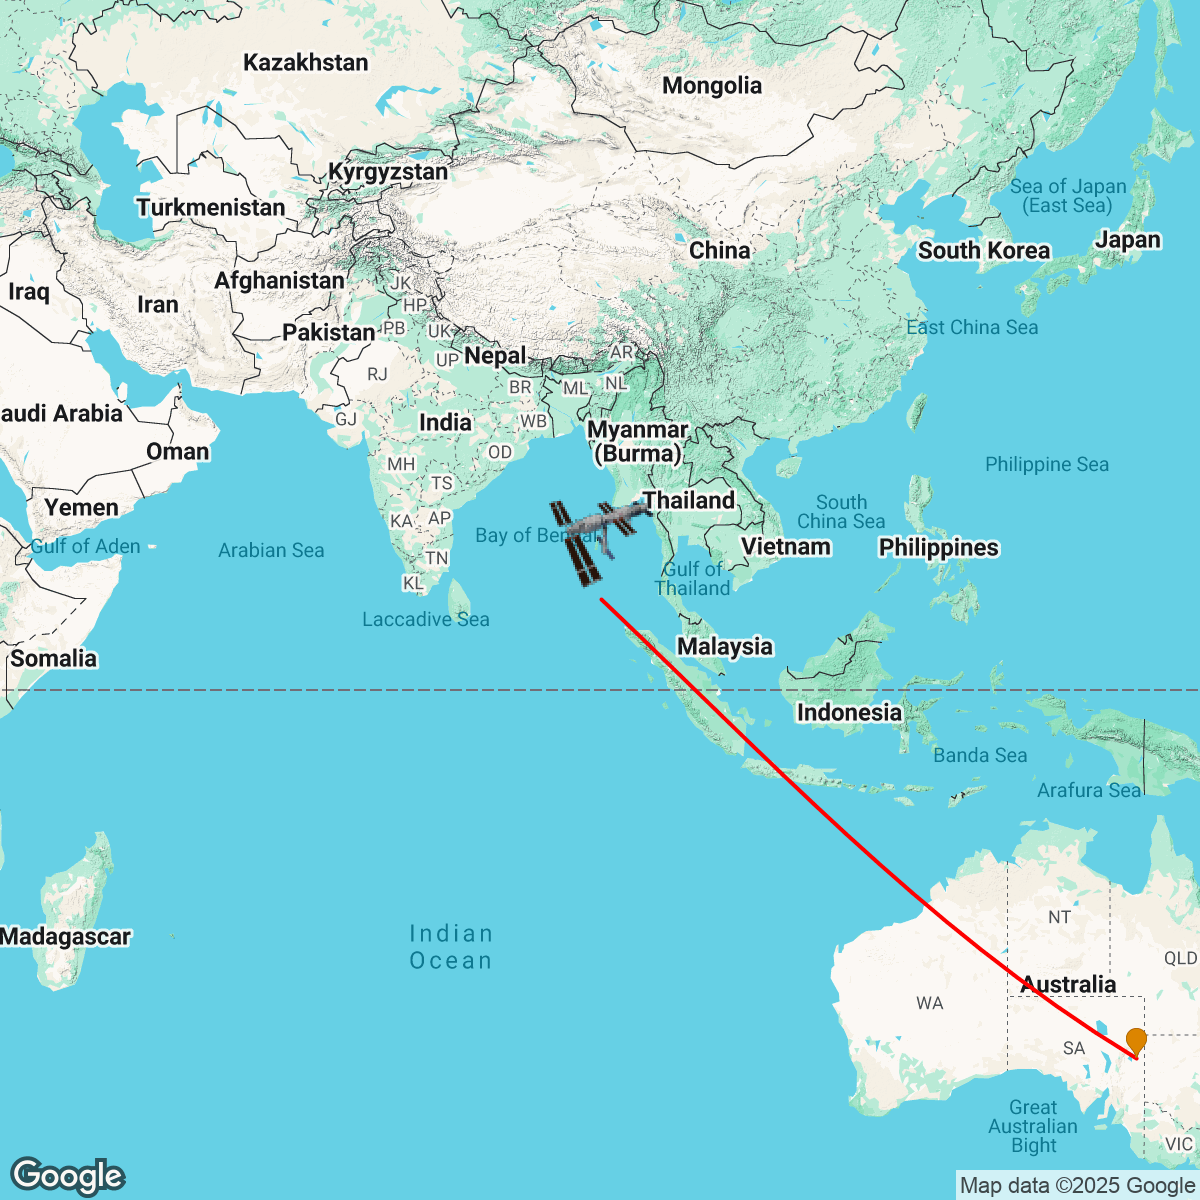 Kazakhstan
Mongolia
Kyrgyzstan
Sea of Japan
(East Sea)
Turkmenistan
China
South Korea
Japan
Afghanistan
JK
Iraq
Iran
HP
Pakistan
PB
UK
East China Sea
Nepal
AR
UP
RJ
BR
ML
NL
audi Arabia
GJ
India
WB
Myanmar
(Burma)
Oman
OD
MH
Philippine Sea
TS
Yemen
Thailand
South
China Sea
KA
AP
Bay of Bengal
Gulf of Aden
Arabian Sea
Vietnam
Philippines
TN
KL
Gulf of
Thailand
Laccadive Sea
Malaysia
Somalia
Indonesia
Banda Sea
Arafura Sea
NT
Madagascar
Indian
Ocean
QLD
Australia
WA
SA
Great
Australian
Bight
VIC
Google
Map data ©2025 Google